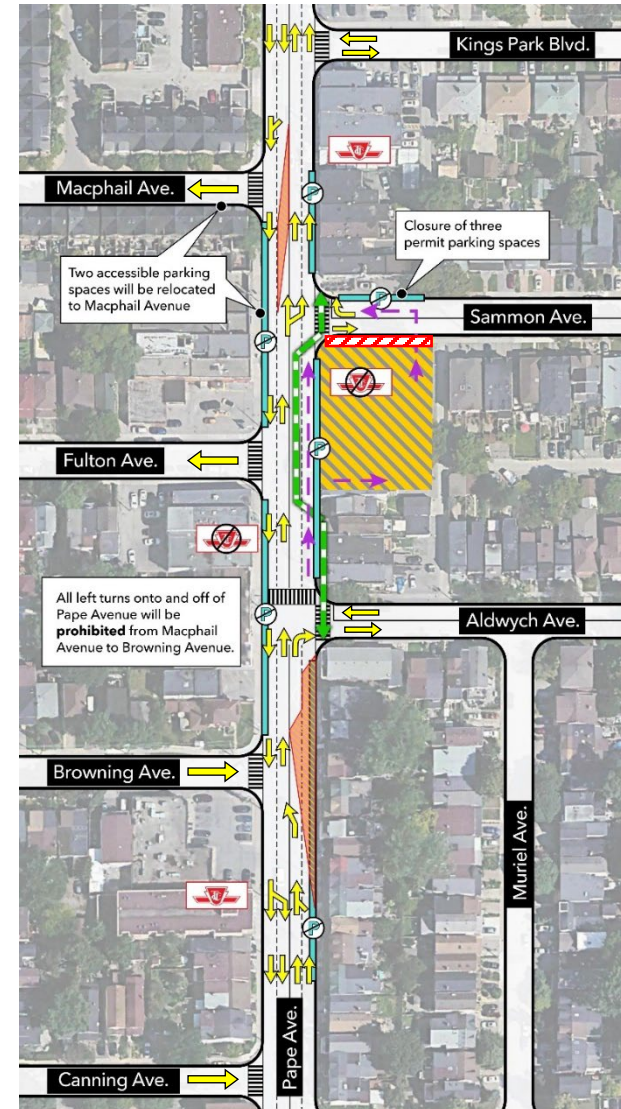 Kings Park Blvd.
Macphail Ave.
P
Closure of three
permit parking spaces
Two accessible parking
spaces will be relocated
to Macphail Avenue
P
Sammon Ave.
P
Fulton Ave.
P
All left turns onto and off of
Pape Avenue will be
prohibited from Macphail
Avenue to Browning Avenue.
P
Aldwych Ave.
Browning Ave.
Muriel Ave.
P
Pape Ave.
Canning Ave.